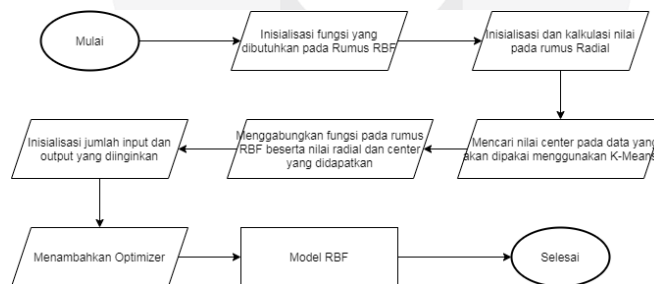 Mulai
Inisialisasi fungsi yang
dibutuhkan pada Rumus RBF
Inisialisasi dan kalkulasi nilai
pada rumus Radial
Mencari nilai center pada data yang
akan dipakai menggunakan K-Means
Menggabungkan fungsi pada rumus
RBF beserta nilai radial dan center
yang didapatkan
Inisialisasi jumlah input dan
output yang diinginkan
Menambahkan Optimizer
Model RBF
Selesai